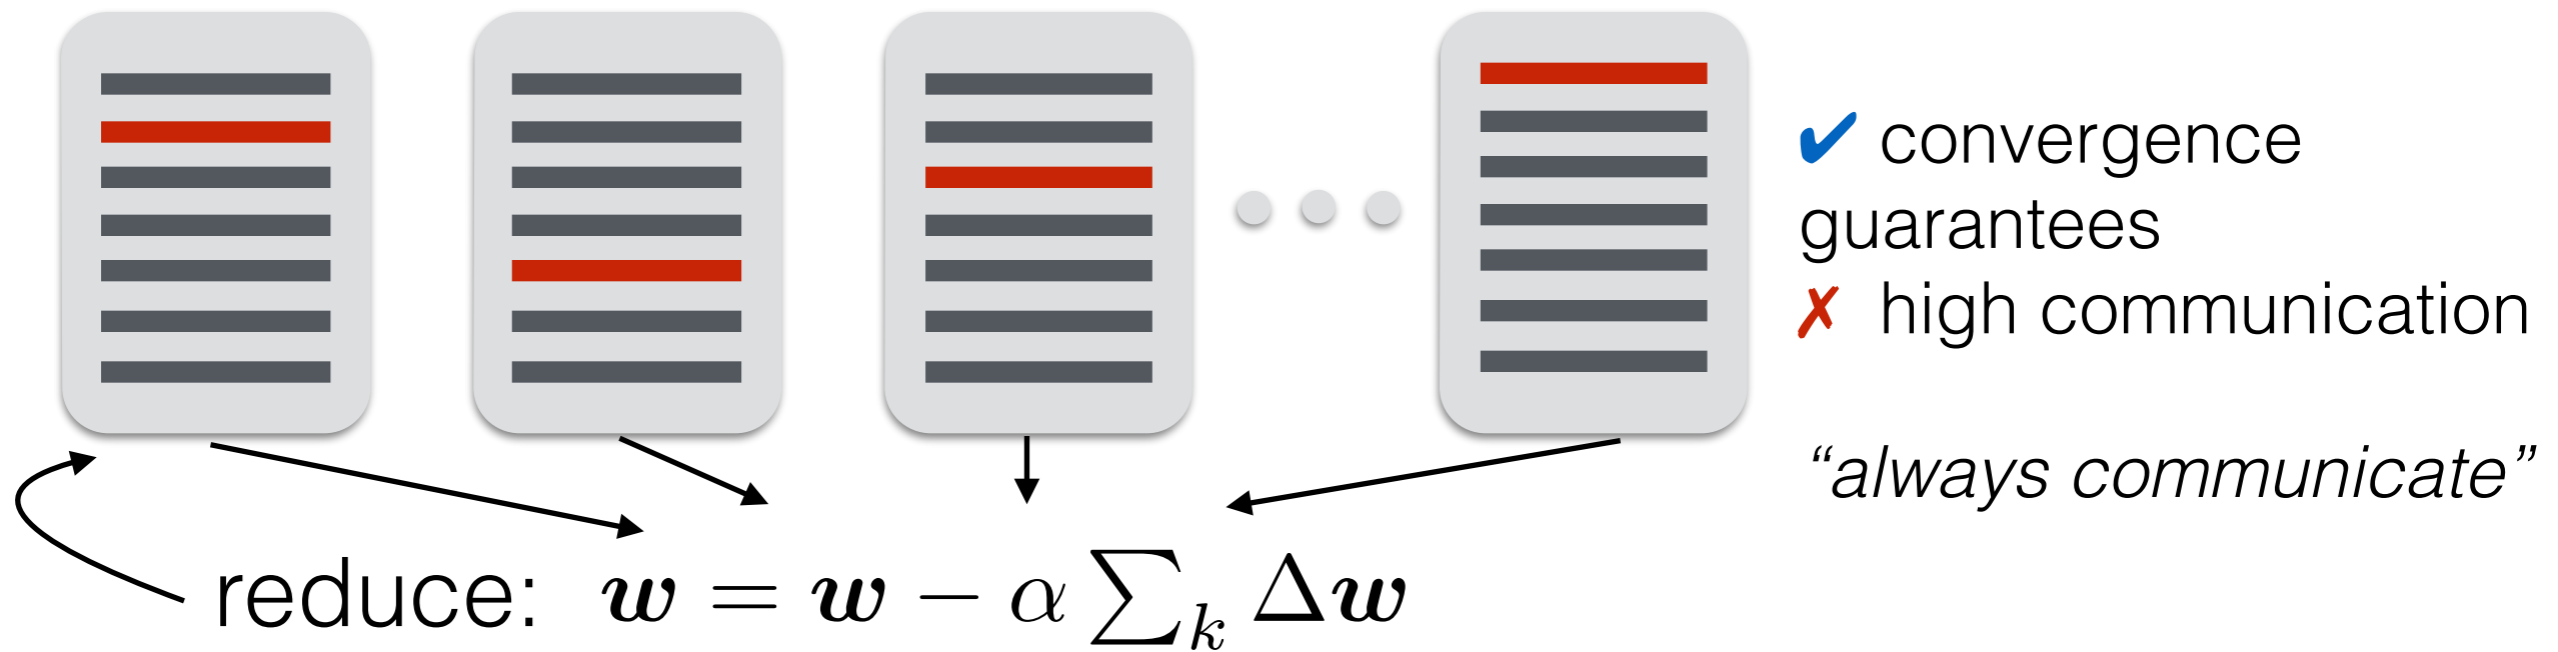 ✔ convergence
guarantees
✗ high communication
“always communicate”
reduce: w = w − α ∑ₖ Δw